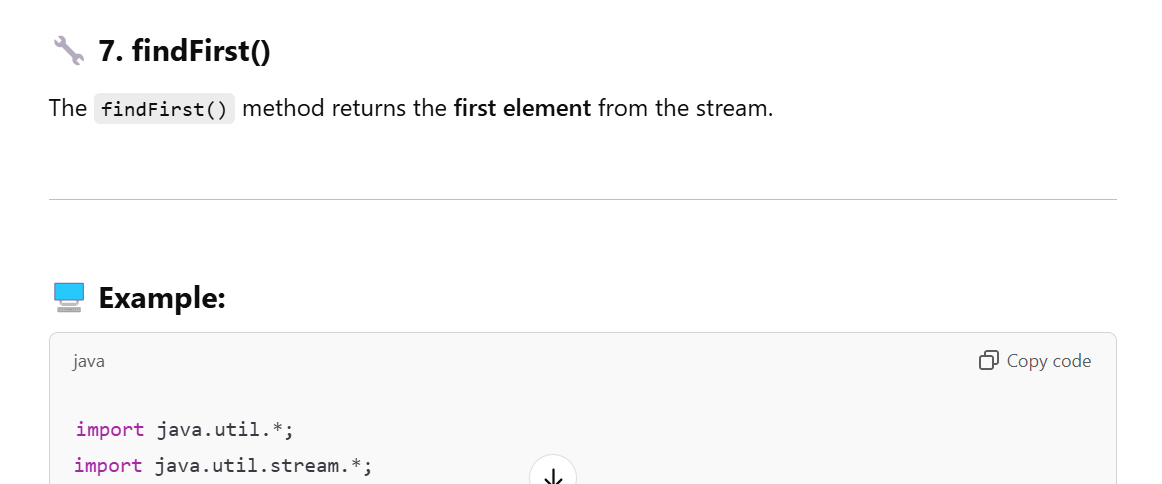 7. findFirst()
The findFirst() method returns the first element from the stream.
Example:
java
Copy code
import java.util.*;
import java.util.stream.*;